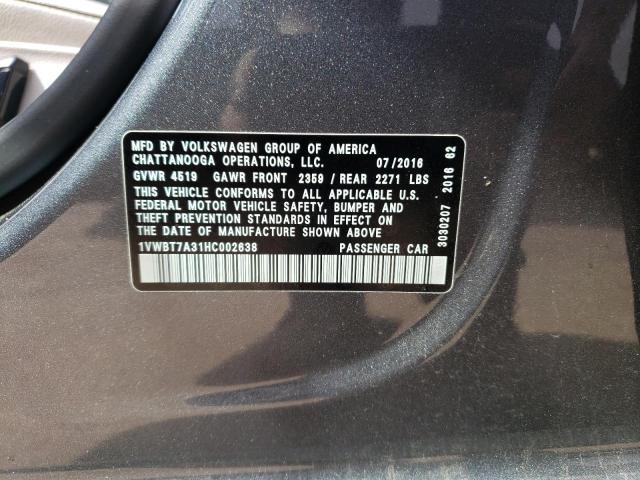 MFD BY VOLKSWAGEN GROUP OF AMERICA
CHATTANOOGA OPERATIONS, LLC. 07/2016
GVWR 4519 GAWR FRONT 2359 / REAR 2271 LBS
THIS VEHICLE CONFORMS TO ALL APPLICABLE U.S.
FEDERAL MOTOR VEHICLE SAFETY, BUMPER AND
THEFT PREVENTION STANDARDS IN EFFECT ON
THE DATE OF MANUFACTURE SHOWN ABOVE
1VWBT7A31HC002638 PASSENGER CAR
3030207 2016 62